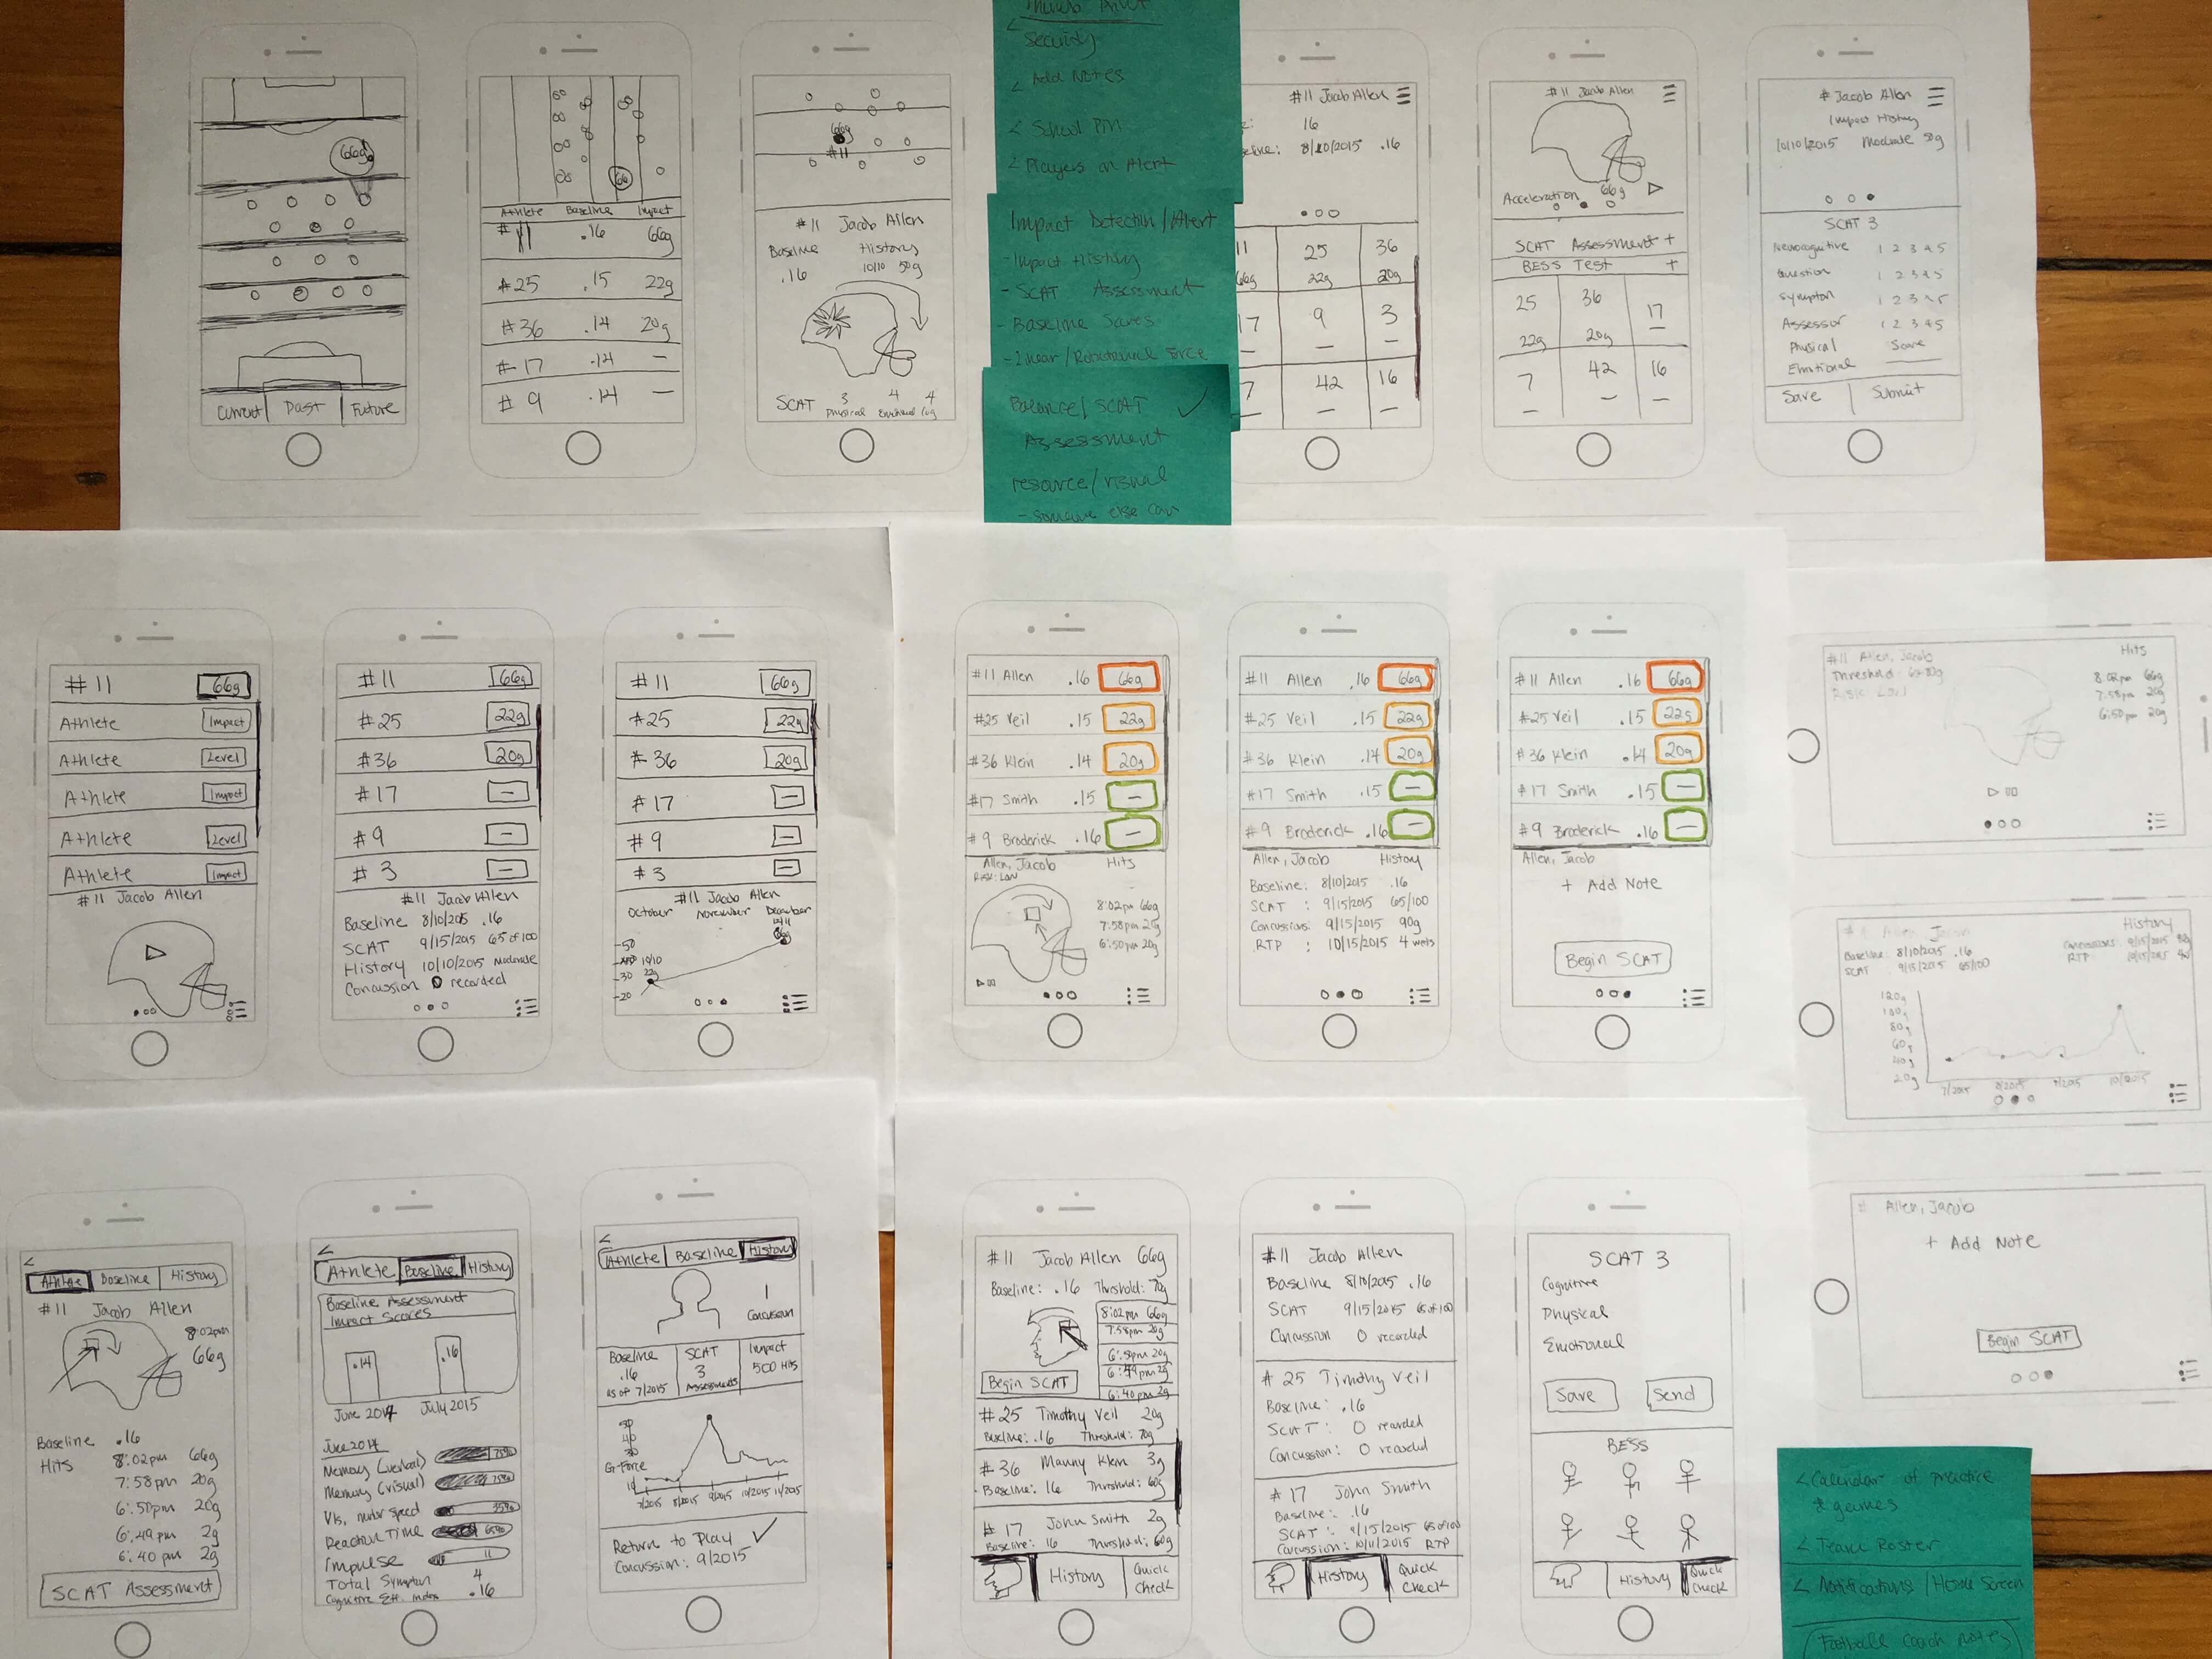 66g
Current Past Future
66
Athlete Baseline Impact
#11 .16 66g
#25 .15 22g
#36 .14 20g
#17 .14 —
#9 .14 —
66g
#11
#11 Jacob Allen
Baseline History
.16 10/10 50g
SCAT 3 4 4
Physical Emotional Cog
Security
< Add Notes
< School PIN
< Players on Alert
Impact Detection/Alert
- Impact History
- SCAT Assessment
- Baseline Saves
- Linear/Rotational Force
Balance/SCAT
Assessment
resource/visual
- Someone else can
#11 Jacob Allen
16
8/10/2015 .16
11 25 36
66g 22g 20g
17 9 3
— — —
7 42 16
— — —
#11 Jacob Allen
Acceleration 66g
SCAT Assessment +
BESS Test +
25 36 17
22g 20g —
7 42 16
— — —
# Jacob Allen
Impact History
10/10/2015 Moderate 50g
SCAT 3
Neurocognitive 1 2 3 4 5
Question 1 2 3 4 5
Symptom 1 2 3 4 5
Assessor 1 2 3 4 5
Physical Score
Emotional
Save Submit
#11 66g
Athlete Impact
Athlete Level
Athlete Impact
Athlete Level
Athlete Impact
#11 Jacob Allen
#11 66g
#25 22g
#36 20g
#17 —
#9 —
#3 —
#11 Jacob Allen
Baseline 8/10/2015 .16
SCAT 9/15/2015 65 of 100
History 10/10/2015 Moderate
Concussion 0 recorded
#11 66g
#25 22g
#36 20g
#17 —
#9 —
#3 —
#11 Jacob Allen
October November December
12/11
66g
50
10/10
30 22g
20
#11 Allen .16 66g
#25 Veil .15 22g
#36 Klein .14 20g
#17 Smith .15 —
#9 Broderick .16 —
Allen, Jacob Hits
Risk: Low
8:02pm 66g
7:58pm 20g
6:50pm 20g
#11 Allen .16 66g
#25 Veil .15 22g
#36 Klein .14 20g
#17 Smith .15 —
#9 Broderick .16 —
Allen, Jacob History
Baseline: 8/10/2015 .16
SCAT : 9/15/2015 65/100
Concussion: 9/15/2015 90g
RTP : 10/15/2015 4 weeks
#11 Allen .16 66g
#25 Veil .15 22g
#36 Klein .14 20g
#17 Smith .15 —
#9 Broderick .16 —
Allen, Jacob
+ Add Note
Begin SCAT
#11 Allen, Jacob Hits
Threshold:
8:02pm 66g
7:58pm 20g
6:50pm 20g
History
Baseline: 8/10/2015 .16
SCAT 9/15/2015 65/100
Concussions: 9/15/2015
RTP: 10/15/2015
120g
100g
80g
60g
40g
20g
7/2015 8/2015 9/2015 10/2015
Athlete Baseline History
#11 Jacob Allen
8:02pm
66g
Baseline .16
Hits 8:02pm 66g
7:58pm 20g
6:50pm 20g
6:49pm 2g
6:40pm 2g
SCAT Assessment
Athlete Baseline History
Baseline Assessment
Impact Scores
.14 .16
June 2014 July 2015
June 2014
Memory (verbal) 75%
Memory (visual) 75%
Vis. motor speed 35%
Reaction Time 65%
Impulse 11
Total Symptom 4
Cognitive Eff. Index .16
Athlete Baseline History
1
Concussion
Baseline SCAT Impact
.16 3 500 Hits
as of 7/2015 Assessments
50
40
30
G-Force
10
7/2015 8/2015 9/2015 10/2015 11/2015
Return to Play
Concussion: 9/2015
#11 Jacob Allen 66g
Baseline: .16 Threshold: 70g
8:02pm 66g
7:58pm 20g
6:50pm 20g
6:49pm 2g
6:40pm 2g
Begin SCAT
#25 Timothy Veil 20g
Baseline: .16 Threshold: 70g
#36 Manny Klein 3g
Baseline: 16 Threshold: 60g
#17 John Smith 2g
Baseline: 16 Threshold: 60g
History Quick Check
#11 Jacob Allen
Baseline 8/10/2015 .16
SCAT 9/15/2015 65 of 100
Concussion 0 recorded
#25 Timothy Veil
Baseline: .16
SCAT: 0 recorded
Concussion: 0 recorded
#17 John Smith
Baseline: .16
SCAT: 9/15/2015 65 of 100
Concussion: 10/11/2015 RTP
History Quick Check
SCAT 3
Cognitive
Physical
Emotional
Save Send
BESS
History Quick Check
Allen, Jacob
+ Add Note
Begin SCAT
< Calendar of practice
& games
< Team Roster
< Notifications/Home Screen
Football Coach Notes